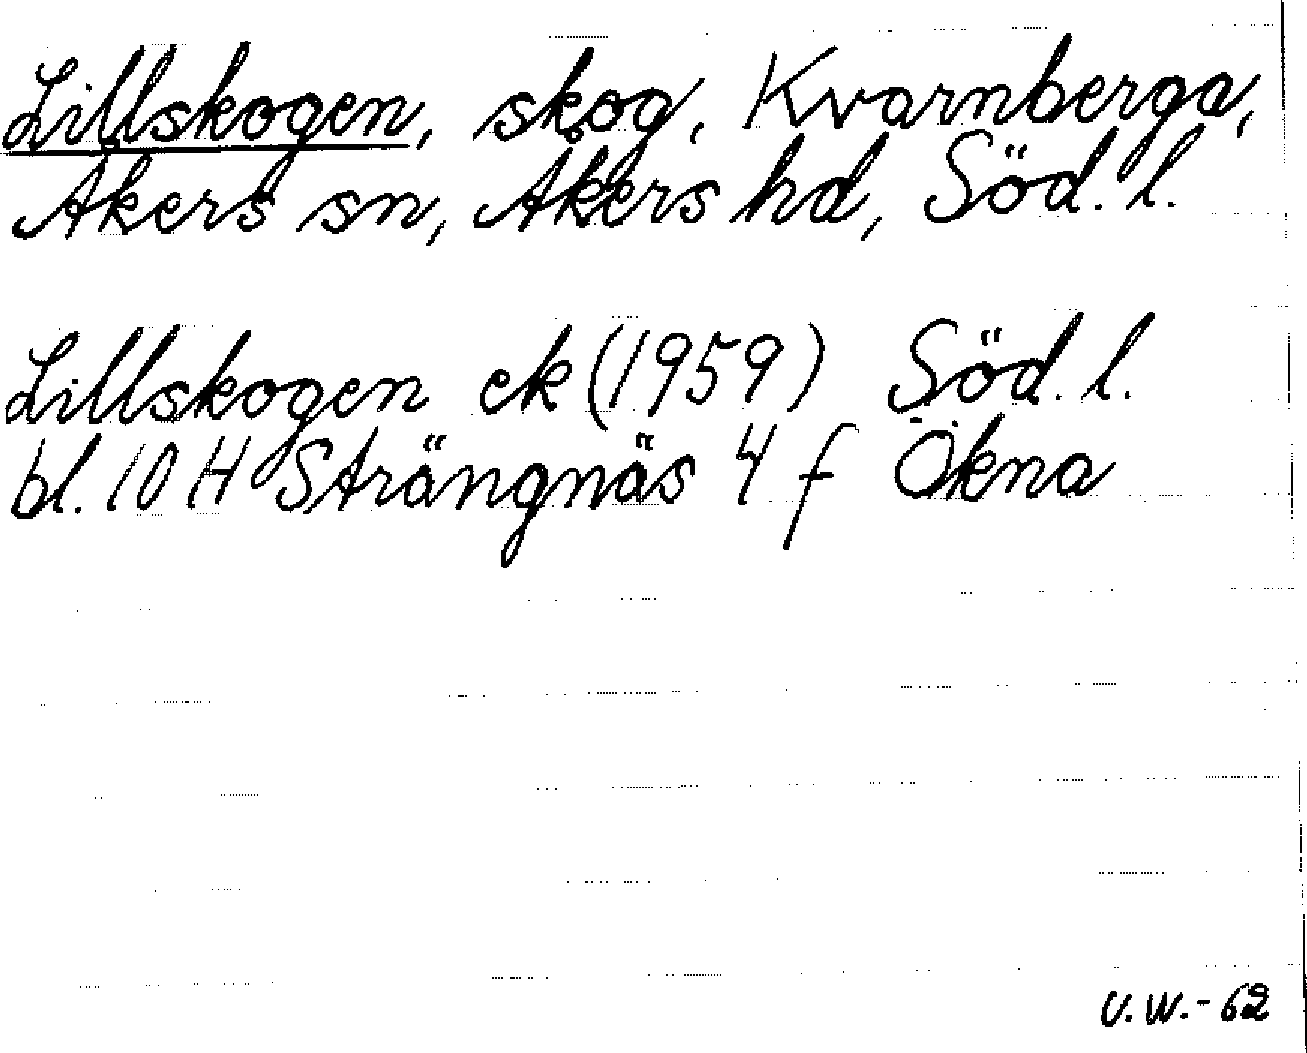 Lillskogen, skog, Kvarnberga,
Åkers sn, Åkers hd, Söd. l.
Lillskogen ek (1959) Söd. l.
bl. 10 H Strängnäs 4 f Ökna
U.W.-62